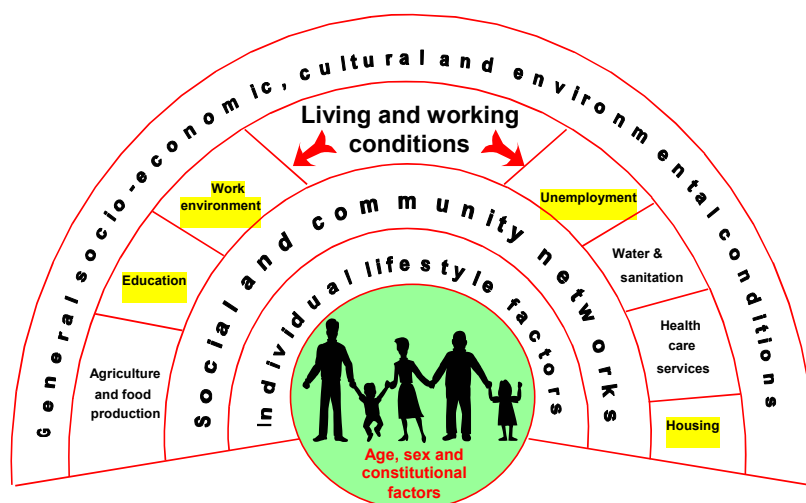 General socio-economic, cultural and environmental conditions
Living and working
conditions
Work
environment
Unemployment
Education
Water &
sanitation
Agriculture
and food
production
Health
care
services
Housing
Social and community networks
Individual lifestyle factors
Age, sex and
constitutional
factors